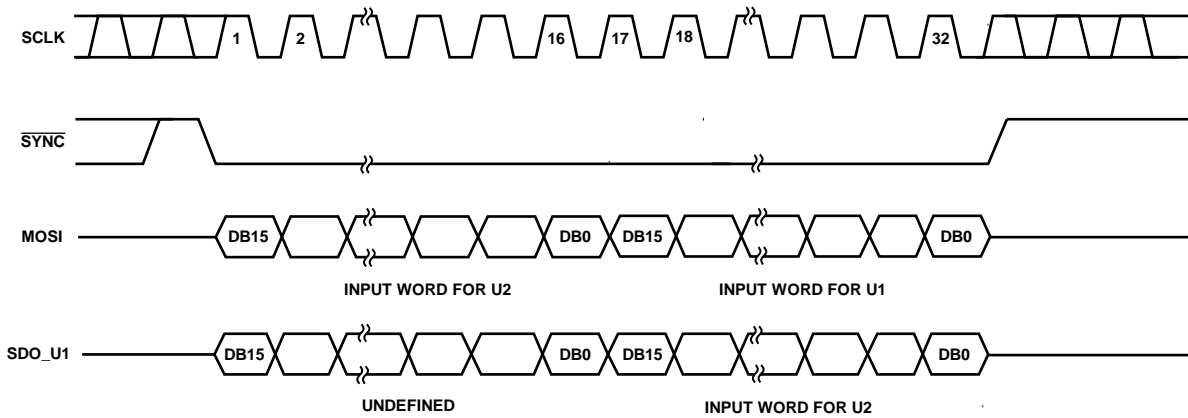 SCLK 1 2 16 17 18 32
SYNC
MOSI DB15 DB0 DB15 DB0
INPUT WORD FOR U2 INPUT WORD FOR U1
SDO_U1 DB15 DB0 DB15 DB0
UNDEFINED INPUT WORD FOR U2